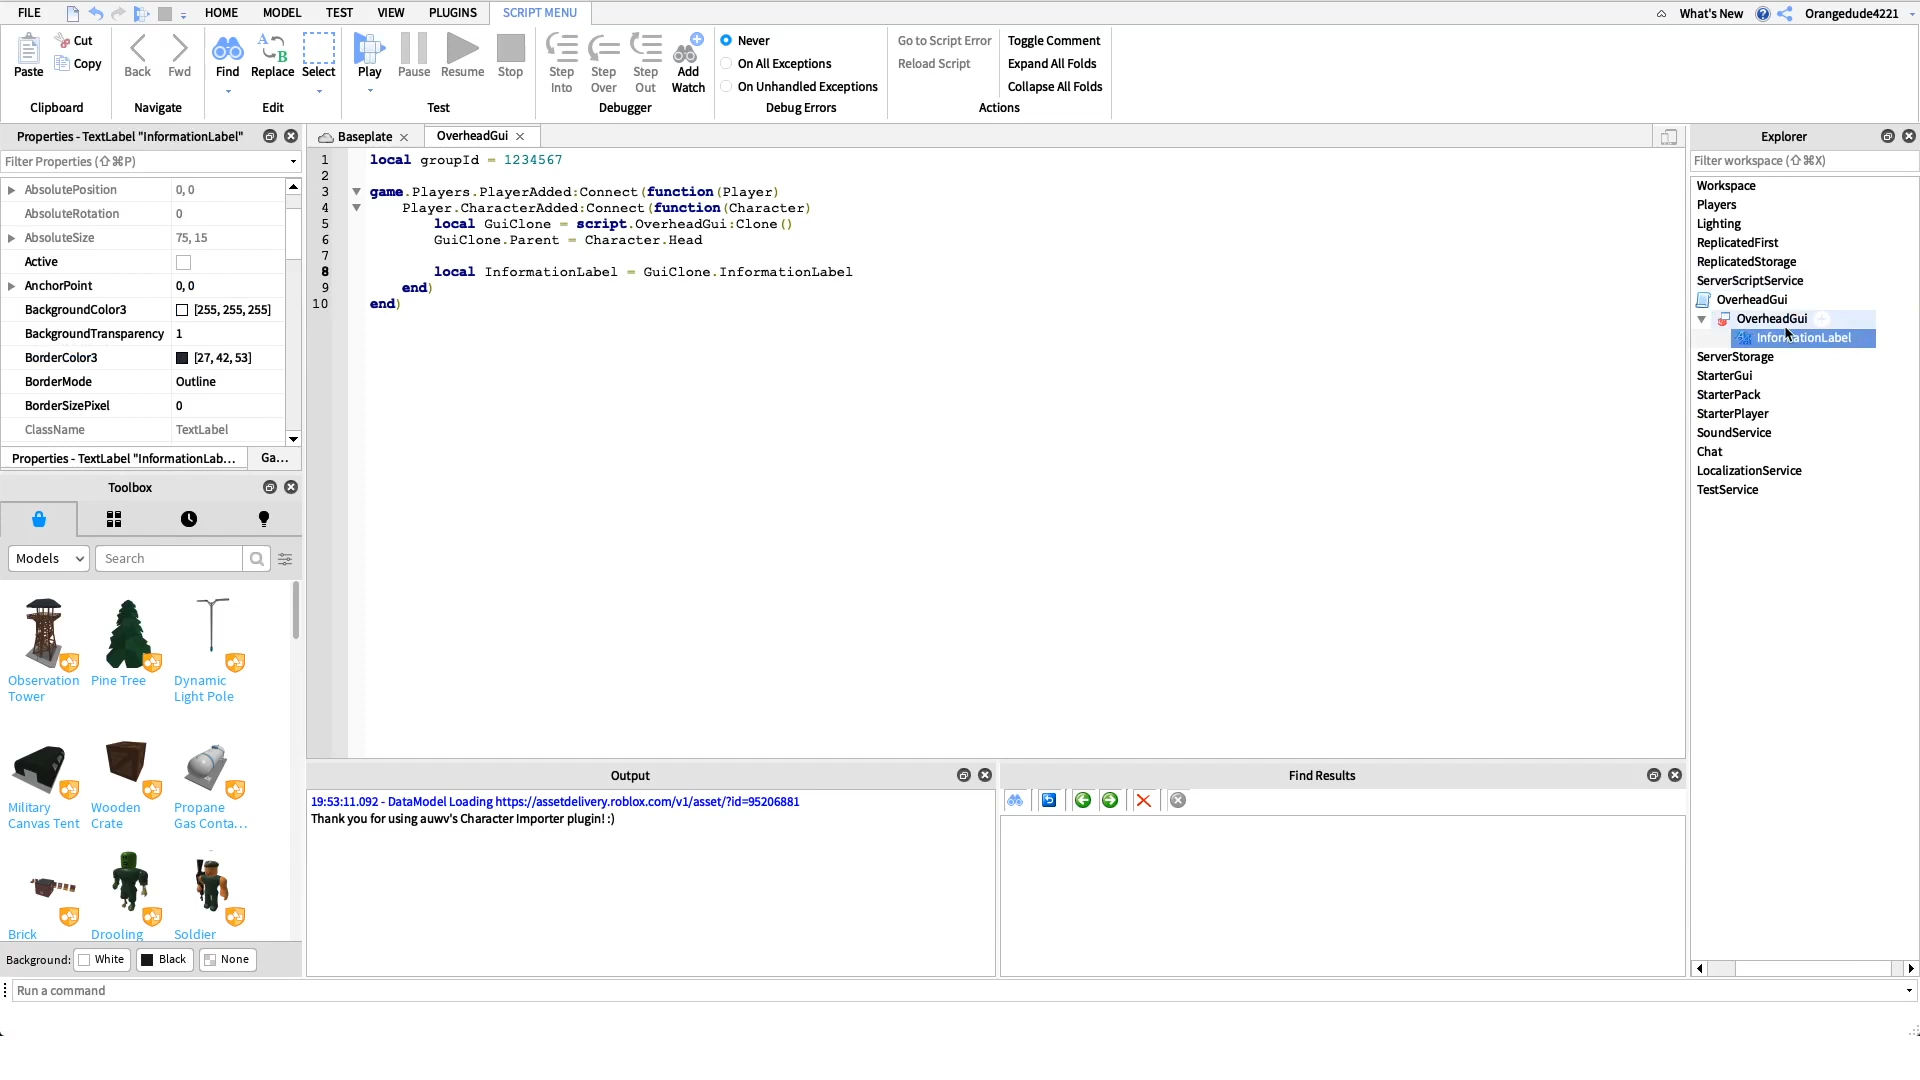 FILE HOME MODEL TEST VIEW PLUGINS SCRIPT MENU What's New Orangedude4221
Paste Cut Copy Clipboard
Back Fwd Navigate
Find Replace Select Edit
Play Pause Resume Stop Test
Step Into Step Over Step Out Add Watch Debugger
Never
On All Exceptions
On Unhandled Exceptions
Debug Errors
Go to Script Error Toggle Comment
Reload Script Expand All Folds
Collapse All Folds
Actions
Properties - TextLabel "InformationLabel"
Filter Properties (⇧⌘P)
AbsolutePosition 0, 0
AbsoluteRotation 0
AbsoluteSize 75, 15
Active
AnchorPoint 0, 0
BackgroundColor3 [255, 255, 255]
BackgroundTransparency 1
BorderColor3 [27, 42, 53]
BorderMode Outline
BorderSizePixel 0
ClassName TextLabel
Properties - TextLabel "InformationLab... Ga...
Toolbox
Models Search
Observation Tower
Pine Tree
Dynamic Light Pole
Military Canvas Tent
Wooden Crate
Propane Gas Conta...
Brick
Drooling
Soldier
Background: White Black None
Baseplate OverheadGui
1 local groupId = 1234567
2
3 game.Players.PlayerAdded:Connect(function(Player)
4 Player.CharacterAdded:Connect(function(Character)
5 local GuiClone = script.OverheadGui:Clone()
6 GuiClone.Parent = Character.Head
7
8 local InformationLabel = GuiClone.InformationLabel
9 end)
10 end)
Output
19:53:11.092 - DataModel Loading https://assetdelivery.roblox.com/v1/asset/?id=95206881
Thank you for using auwv's Character Importer plugin! :)
Find Results
Explorer
Filter workspace (⇧⌘X)
Workspace
Players
Lighting
ReplicatedFirst
ReplicatedStorage
ServerScriptService
OverheadGui
OverheadGui
InformationLabel
ServerStorage
StarterGui
StarterPack
StarterPlayer
SoundService
Chat
LocalizationService
TestService
Run a command